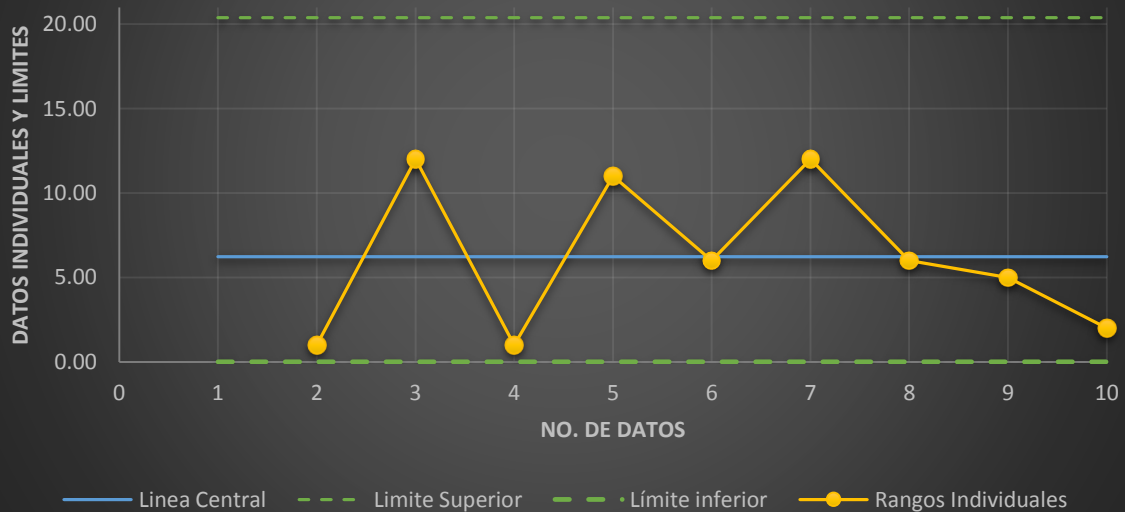 DATOS INDIVIDUALES Y LIMITES
20.00
15.00
10.00
5.00
0.00
0 1 2 3 4 5 6 7 8 9 10
NO. DE DATOS
Linea Central Limite Superior Límite inferior Rangos Individuales